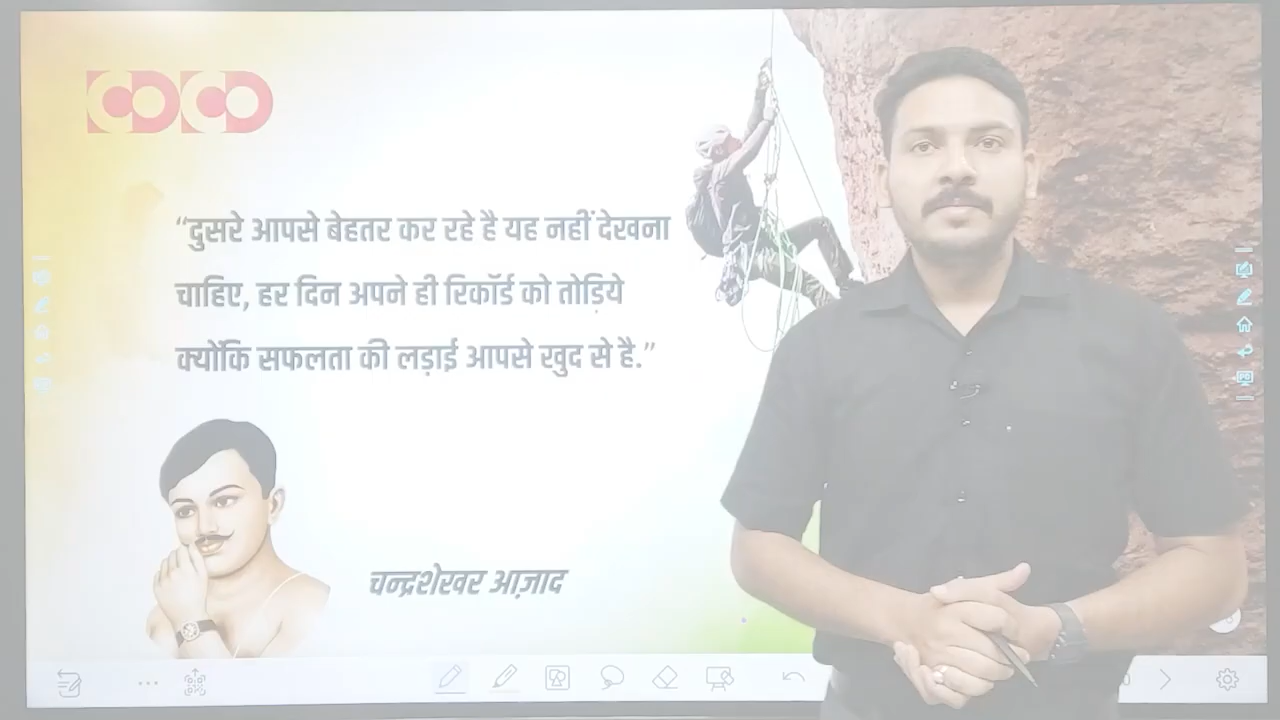 “दुसरे आपसे बेहतर कर रहे है यह नहीं देखना
चाहिए, हर दिन अपने ही रिकॉर्ड को तोड़िये
क्योंकि सफलता की लड़ाई आपसे खुद से है.”
चन्द्रशेखर आज़ाद